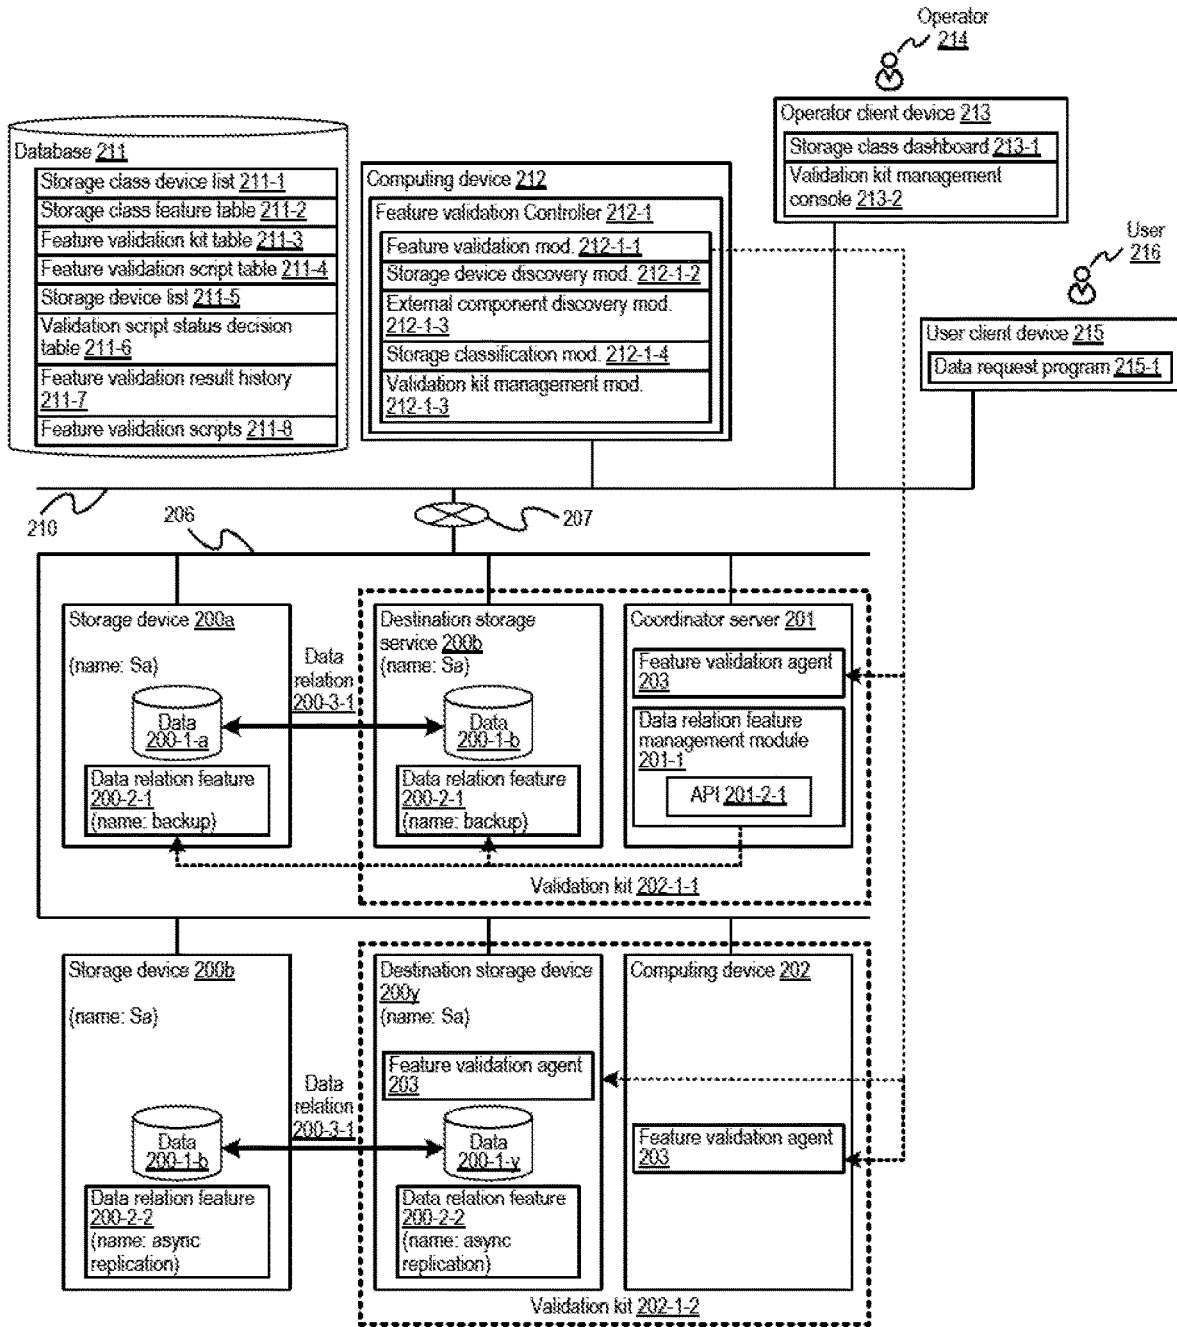 Operator
214
Operator client device 213
Storage class dashboard 213-1
Validation kit management
console 213-2
User
216
User client device 215
Data request program 215-1
Database 211
Storage class device list 211-1
Storage class feature table 211-2
Feature validation kit table 211-3
Feature validation script table 211-4
Storage device list 211-5
Validation script status decision
table 211-6
Feature validation result history
211-7
Feature validation scripts 211-8
Computing device 212
Feature validation Controller 212-1
Feature validation mod. 212-1-1
Storage device discovery mod. 212-1-2
External component discovery mod.
212-1-3
Storage classification mod. 212-1-4
Validation kit management mod.
212-1-3
210
206
207
Storage device 200a
(name: Sa)
Data
200-1-a
Data relation feature
200-2-1
(name: backup)
Data
relation
200-3-1
Destination storage
service 200b
(name: Sa)
Data
200-1-b
Data relation feature
200-2-1
(name: backup)
Coordinator server 201
Feature validation agent
203
Data relation feature
management module
201-1
API 201-2-1
Validation kit 202-1-1
Storage device 200b
(name: Sa)
Data
200-1-b
Data relation feature
200-2-2
(name: async
replication)
Data
relation
200-3-1
Destination storage device
200y
(name: Sa)
Feature validation agent
203
Data
200-1-y
Data relation feature
200-2-2
(name: async
replication)
Computing device 202
Feature validation agent
203
Validation kit 202-1-2